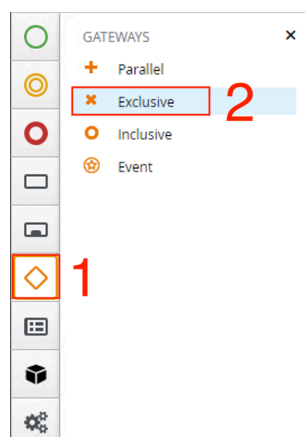 GATEWAYS
Parallel
Exclusive
2
Inclusive
Event
1